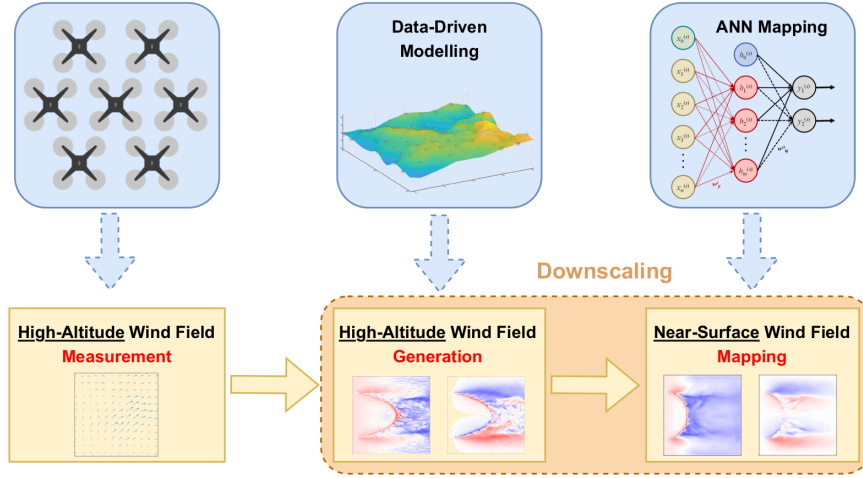 Data-Driven
Modelling
ANN Mapping
x₀⁽ᶦ⁾
Downscaling
High-Altitude Wind Field
Measurement
High-Altitude Wind Field
Generation
Near-Surface Wind Field
Mapping